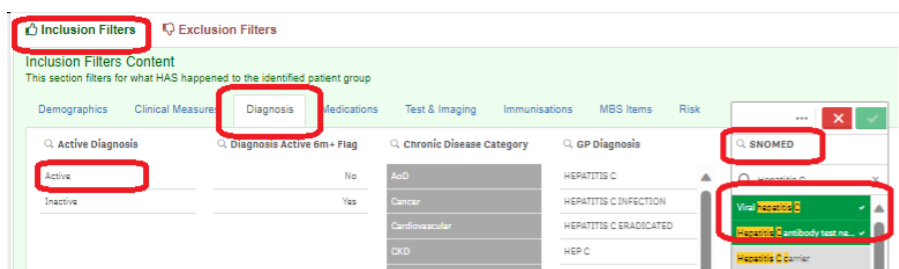 Inclusion Filters
Exclusion Filters
Inclusion Filters Content
This section filters for what HAS happened to the identified patient group
Demographics
Clinical Measures
Diagnosis
Medications
Test & Imaging
Immunisations
MBS Items
Risk
...
Active Diagnosis
Diagnosis Active 6m+ Flag
Chronic Disease Category
GP Diagnosis
SNOMED
Active
No
AoD
HEPATITIS C
Hepatitis C
Inactive
Yes
Cancer
HEPATITIS C INFECTION
Viral hepatitis C
Cardiovascular
HEPATITIS C ERADICATED
Hepatitis C antibody test ne...
CKD
HEP C
Hepatitis C carrier